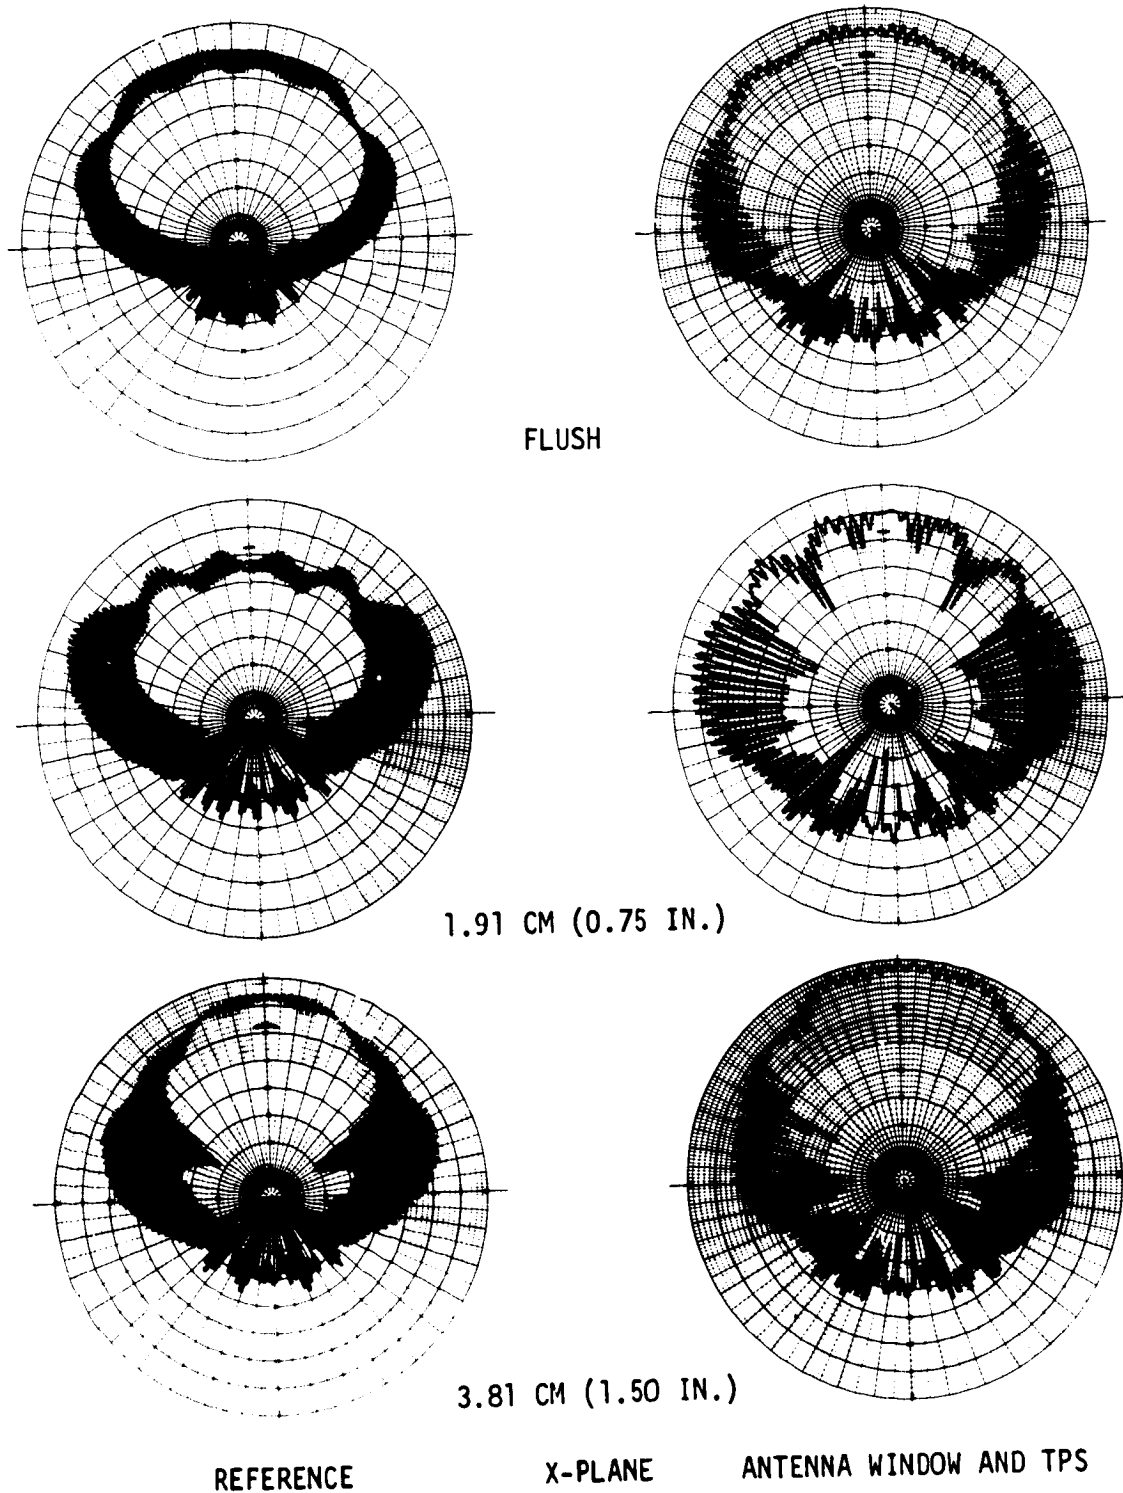 FLUSH
1.91 CM (0.75 IN.)
3.81 CM (1.50 IN.)
REFERENCE
X-PLANE
ANTENNA WINDOW AND TPS